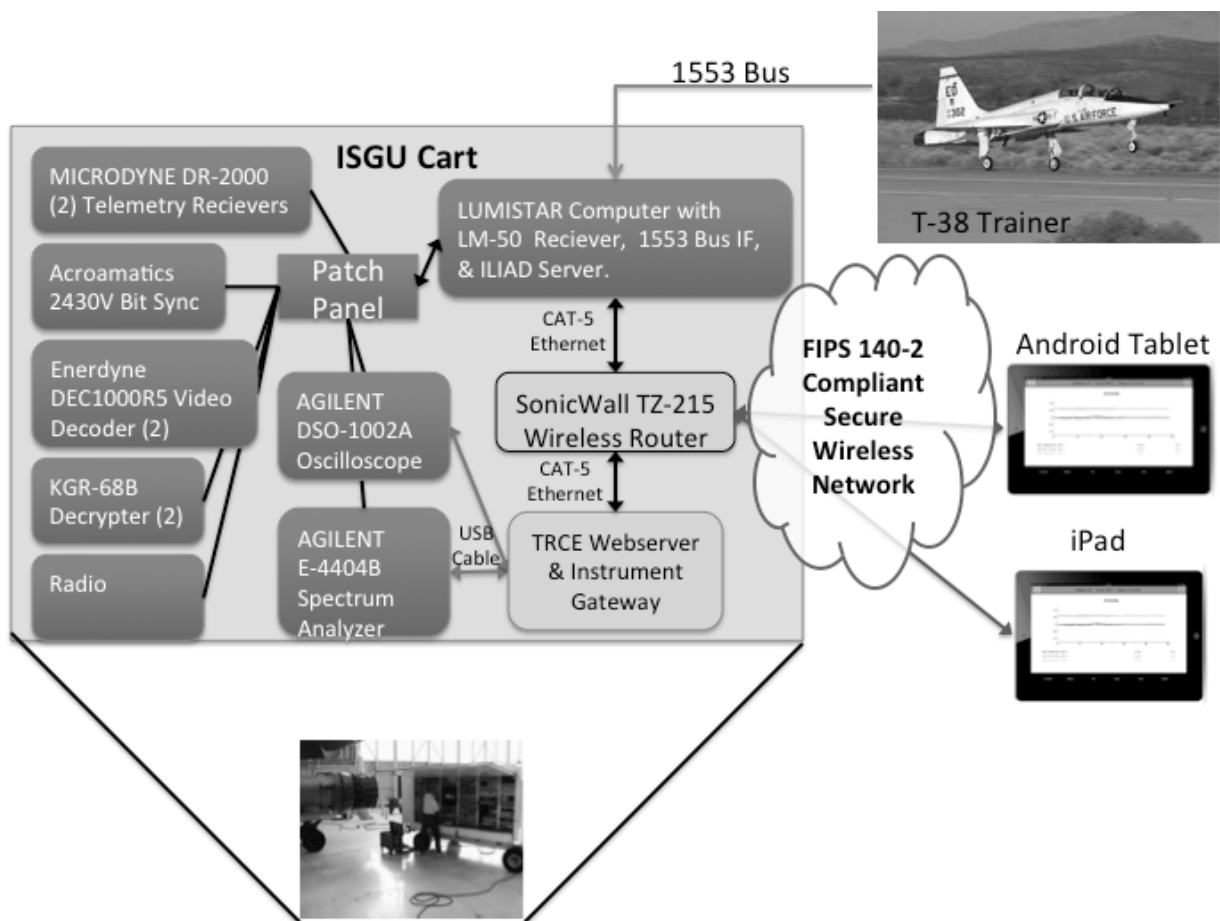 1553 Bus
ED
U.S. AIR FORCE
T-38 Trainer
ISGU Cart
MICRODYNE DR-2000
(2) Telemetry Recievers
Acroamatics
2430V Bit Sync
Enerdyne
DEC1000R5 Video
Decoder (2)
KGR-68B
Decrypter (2)
Radio
Patch
Panel
LUMISTAR Computer with
LM-50 Reciever, 1553 Bus IF,
& ILIAD Server.
CAT-5
Ethernet
SonicWall TZ-215
Wireless Router
CAT-5
Ethernet
AGILENT
DSO-1002A
Oscilloscope
AGILENT
E-4404B
Spectrum
Analyzer
USB
Cable
TRCE Webserver
& Instrument
Gateway
FIPS 140-2
Compliant
Secure
Wireless
Network
Android Tablet
iPad